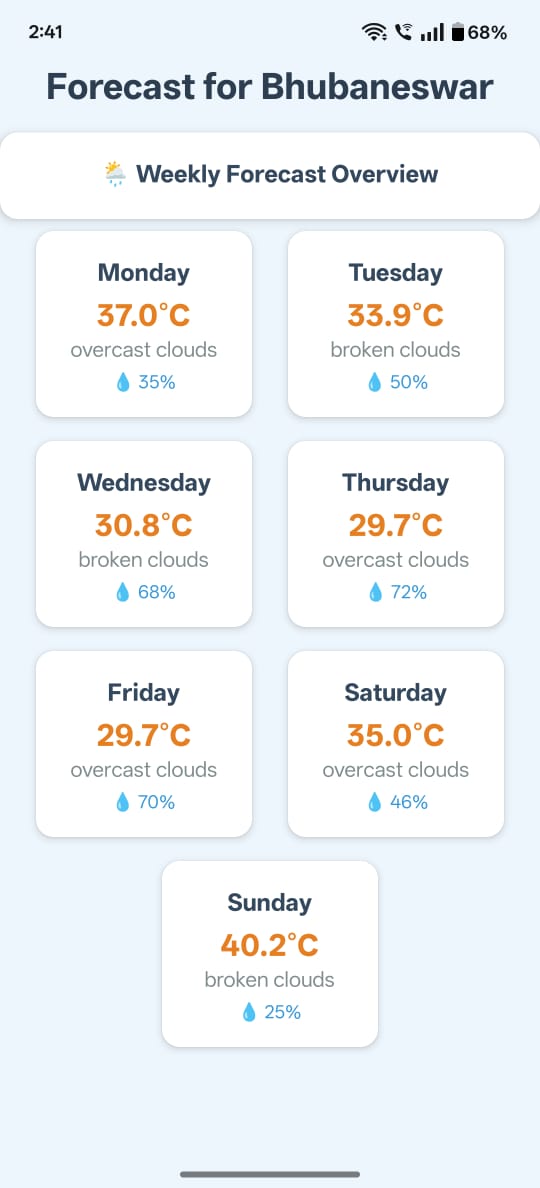 2:41 68%
Forecast for Bhubaneswar
🌦️ Weekly Forecast Overview
Monday
37.0°C
overcast clouds
💧 35%
Tuesday
33.9°C
broken clouds
💧 50%
Wednesday
30.8°C
broken clouds
💧 68%
Thursday
29.7°C
overcast clouds
💧 72%
Friday
29.7°C
overcast clouds
💧 70%
Saturday
35.0°C
overcast clouds
💧 46%
Sunday
40.2°C
broken clouds
💧 25%